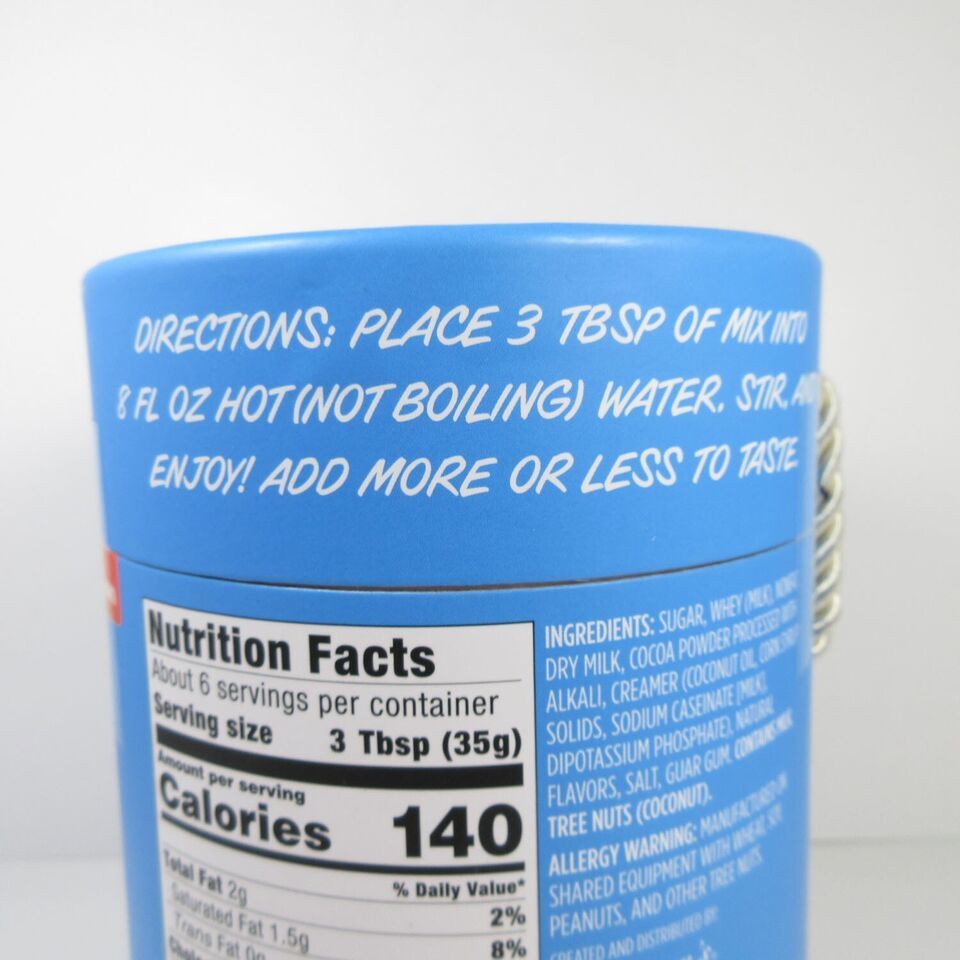 DIRECTIONS: PLACE 3 TBSP OF MIX INTO
8 FL OZ HOT (NOT BOILING) WATER. STIR, AND
ENJOY! ADD MORE OR LESS TO TASTE.
Nutrition Facts
About 6 servings per container
Serving size 3 Tbsp (35g)
Amount per serving
Calories 140
% Daily Value*
Total Fat 2g 2%
Saturated Fat 1.5g 8%
Trans Fat 0g
INGREDIENTS: SUGAR, WHEY (MILK), NONFAT
DRY MILK, COCOA POWDER PROCESSED WITH
ALKALI, CREAMER (COCONUT OIL, CORN SYRUP
SOLIDS, SODIUM CASEINATE [MILK],
DIPOTASSIUM PHOSPHATE), NATURAL
FLAVORS, SALT, GUAR GUM. CONTAINS MILK,
TREE NUTS (COCONUT).
ALLERGY WARNING: MANUFACTURED ON
SHARED EQUIPMENT WITH WHEAT, SOY,
PEANUTS, AND OTHER TREE NUTS.
CREATED AND DISTRIBUTED BY: